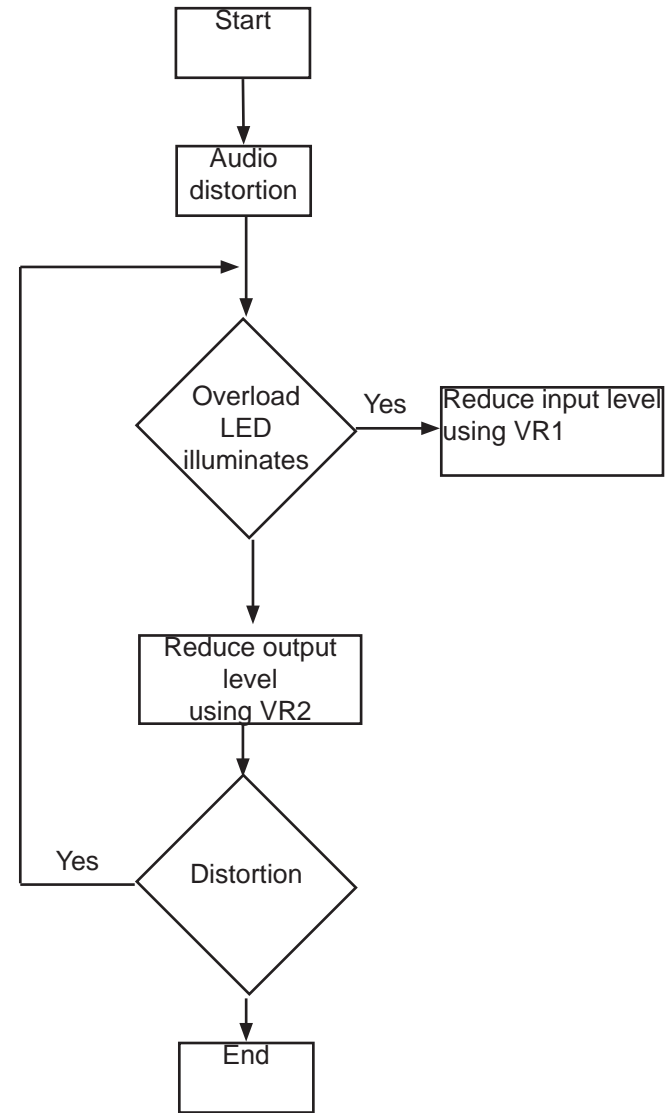 Start
Audio
distortion
Overload
LED
illuminates
Yes
Reduce input level
using VR1
Reduce output
level
using VR2
Yes
Distortion
End